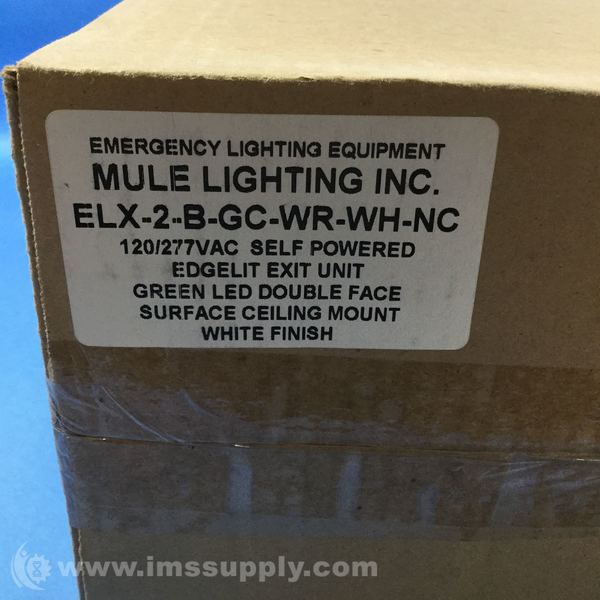 EMERGENCY LIGHTING EQUIPMENT
MULE LIGHTING INC.
ELX-2-B-GC-WR-WH-NC
120/277VAC SELF POWERED
EDGELIT EXIT UNIT
GREEN LED DOUBLE FACE
SURFACE CEILING MOUNT
WHITE FINISH
www.imssupply.com